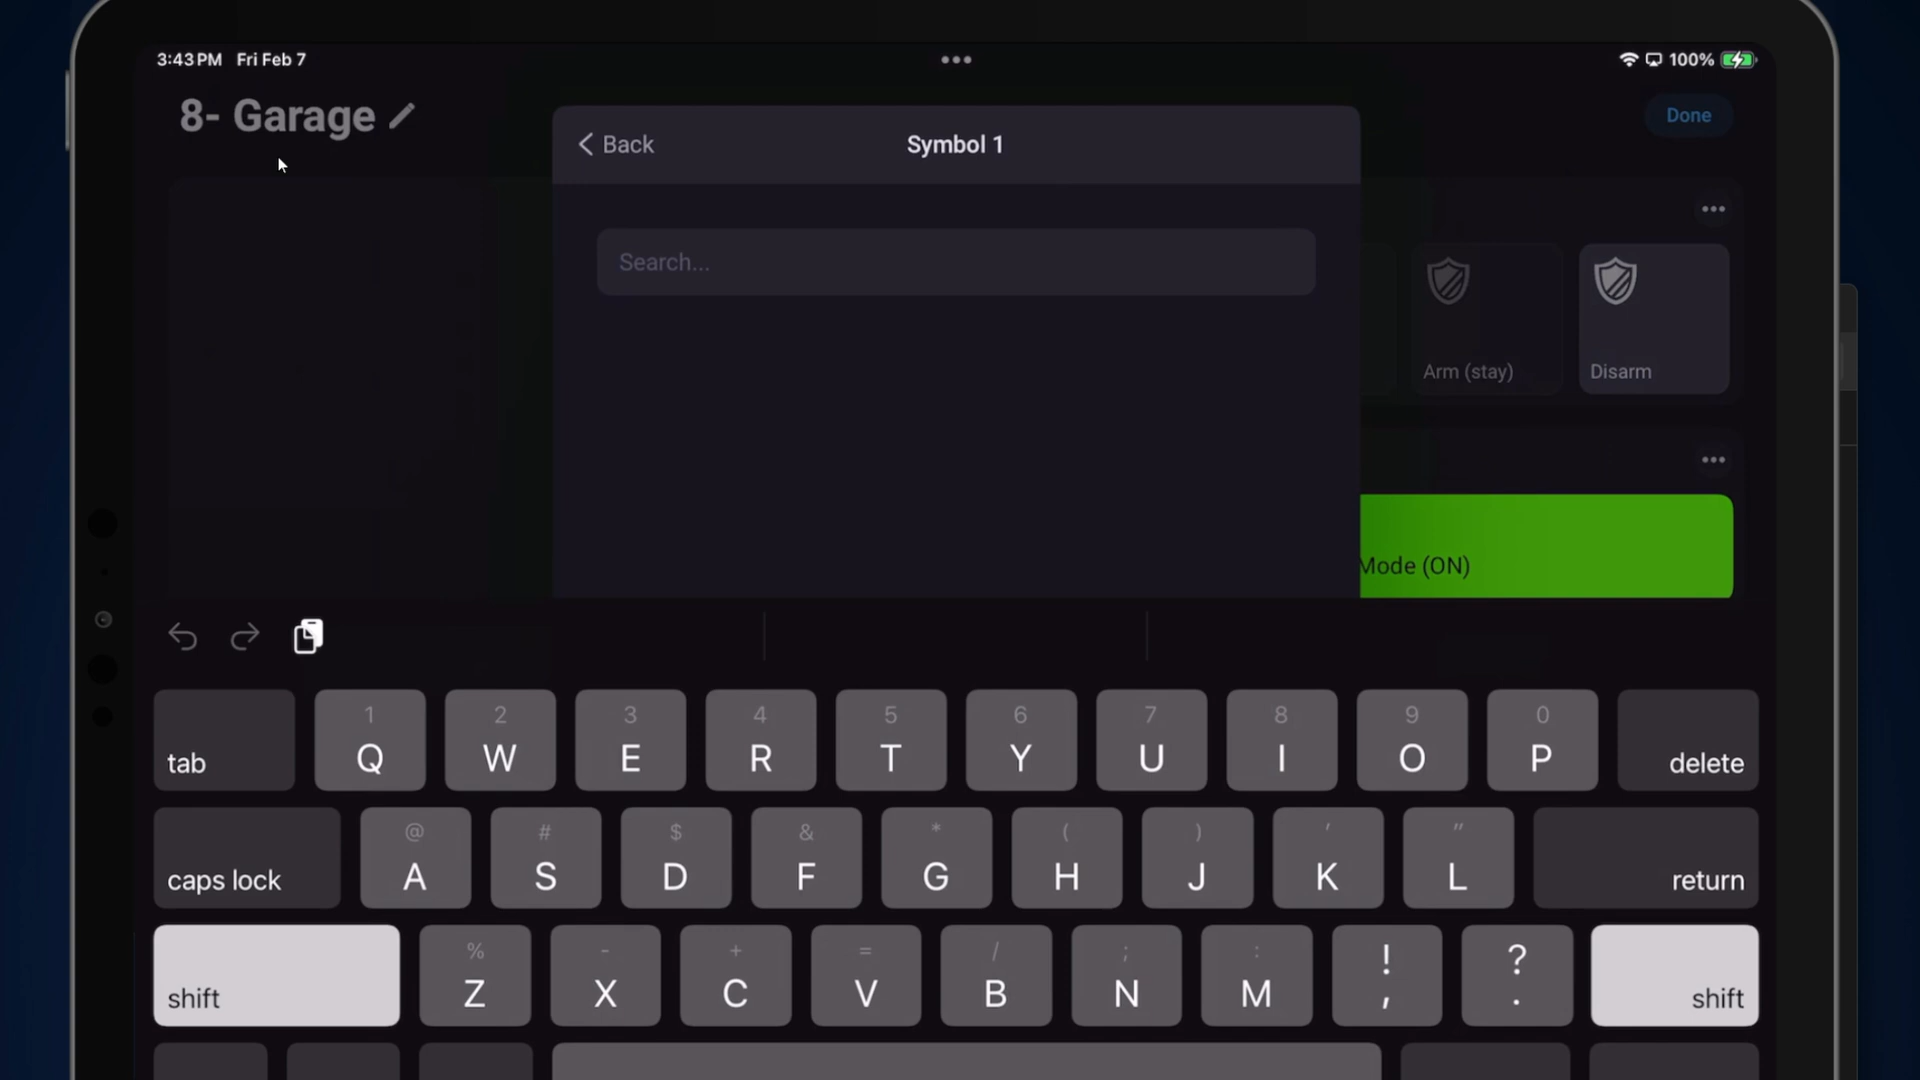 3:43 PM Fri Feb 7
100%
8- Garage
Done
Back
Symbol 1
Search...
Arm (stay)
Disarm
Mode (ON)
tab
1 2 3 4 5 6 7 8 9 0
Q W E R T Y U I O P
delete
caps lock
@ # $ & * ( ) ' "
A S D F G H J K L
return
shift
% - + = / ; : ! ?
Z X C V B N M , .
shift